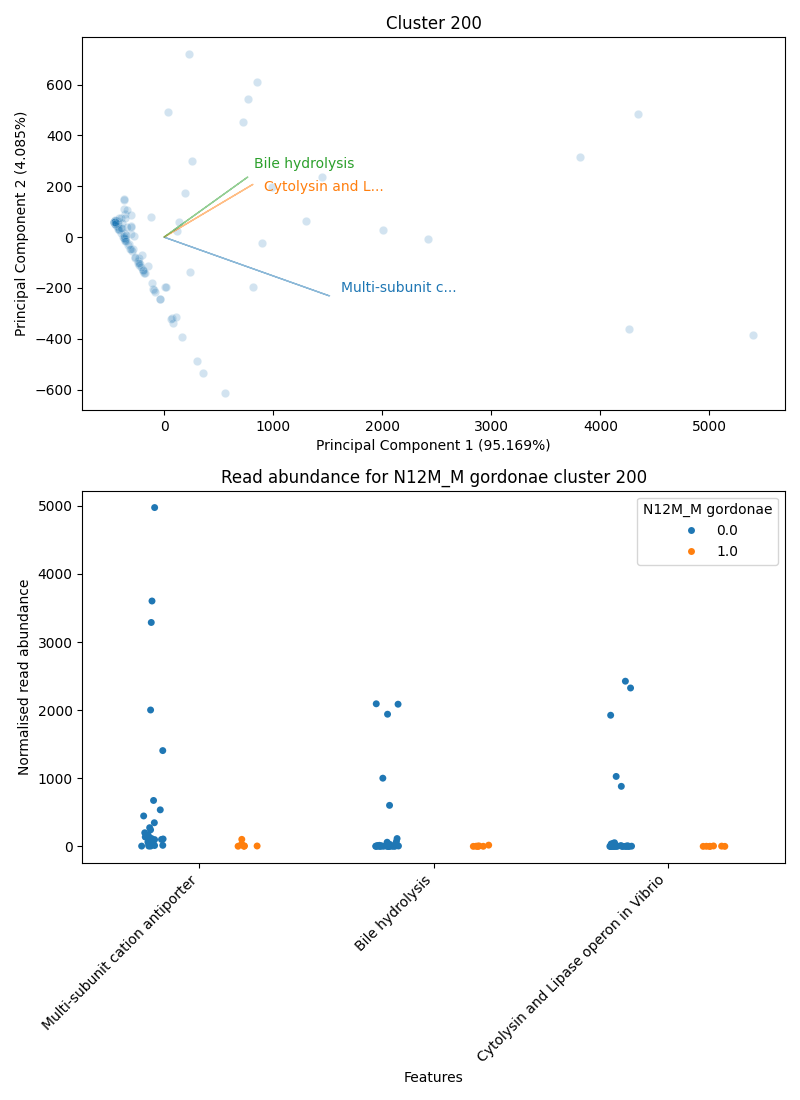 Cluster 200
600
400
200
0
−200
−400
−600
Principal Component 2 (4.085%)
Bile hydrolysis
Cytolysin and L...
Multi-subunit c...
0
1000
2000
3000
4000
5000
Principal Component 1 (95.169%)
Read abundance for N12M_M gordonae cluster 200
5000
4000
3000
2000
1000
0
Normalised read abundance
N12M_M gordonae
0.0
1.0
Multi-subunit cation antiporter
Bile hydrolysis
Cytolysin and Lipase operon in Vibrio
Features